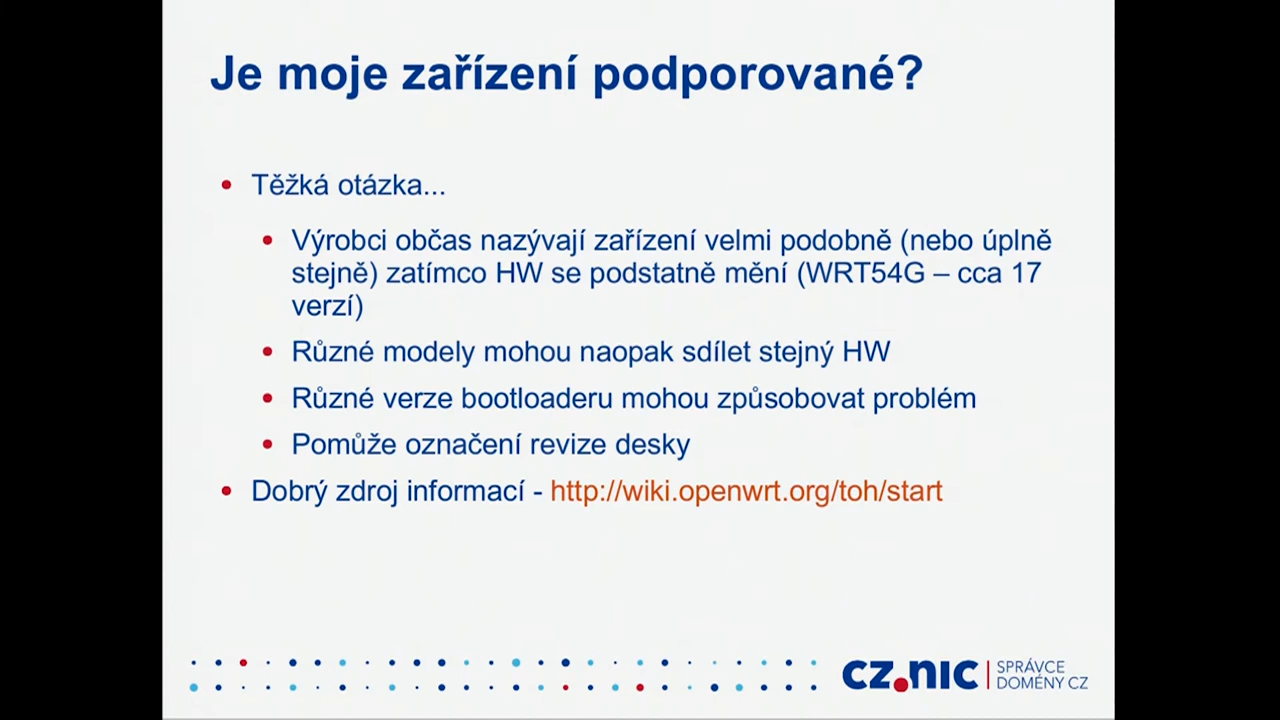 Je moje zařízení podporované?
Těžká otázka...
Výrobci občas nazývají zařízení velmi podobně (nebo úplně
stejně) zatímco HW se podstatně mění (WRT54G – cca 17
verzí)
Různé modely mohou naopak sdílet stejný HW
Různé verze bootloaderu mohou způsobovat problém
Pomůže označení revize desky
Dobrý zdroj informací - http://wiki.openwrt.org/toh/start
CZ.NIC
SPRÁVCE
DOMÉNY CZ